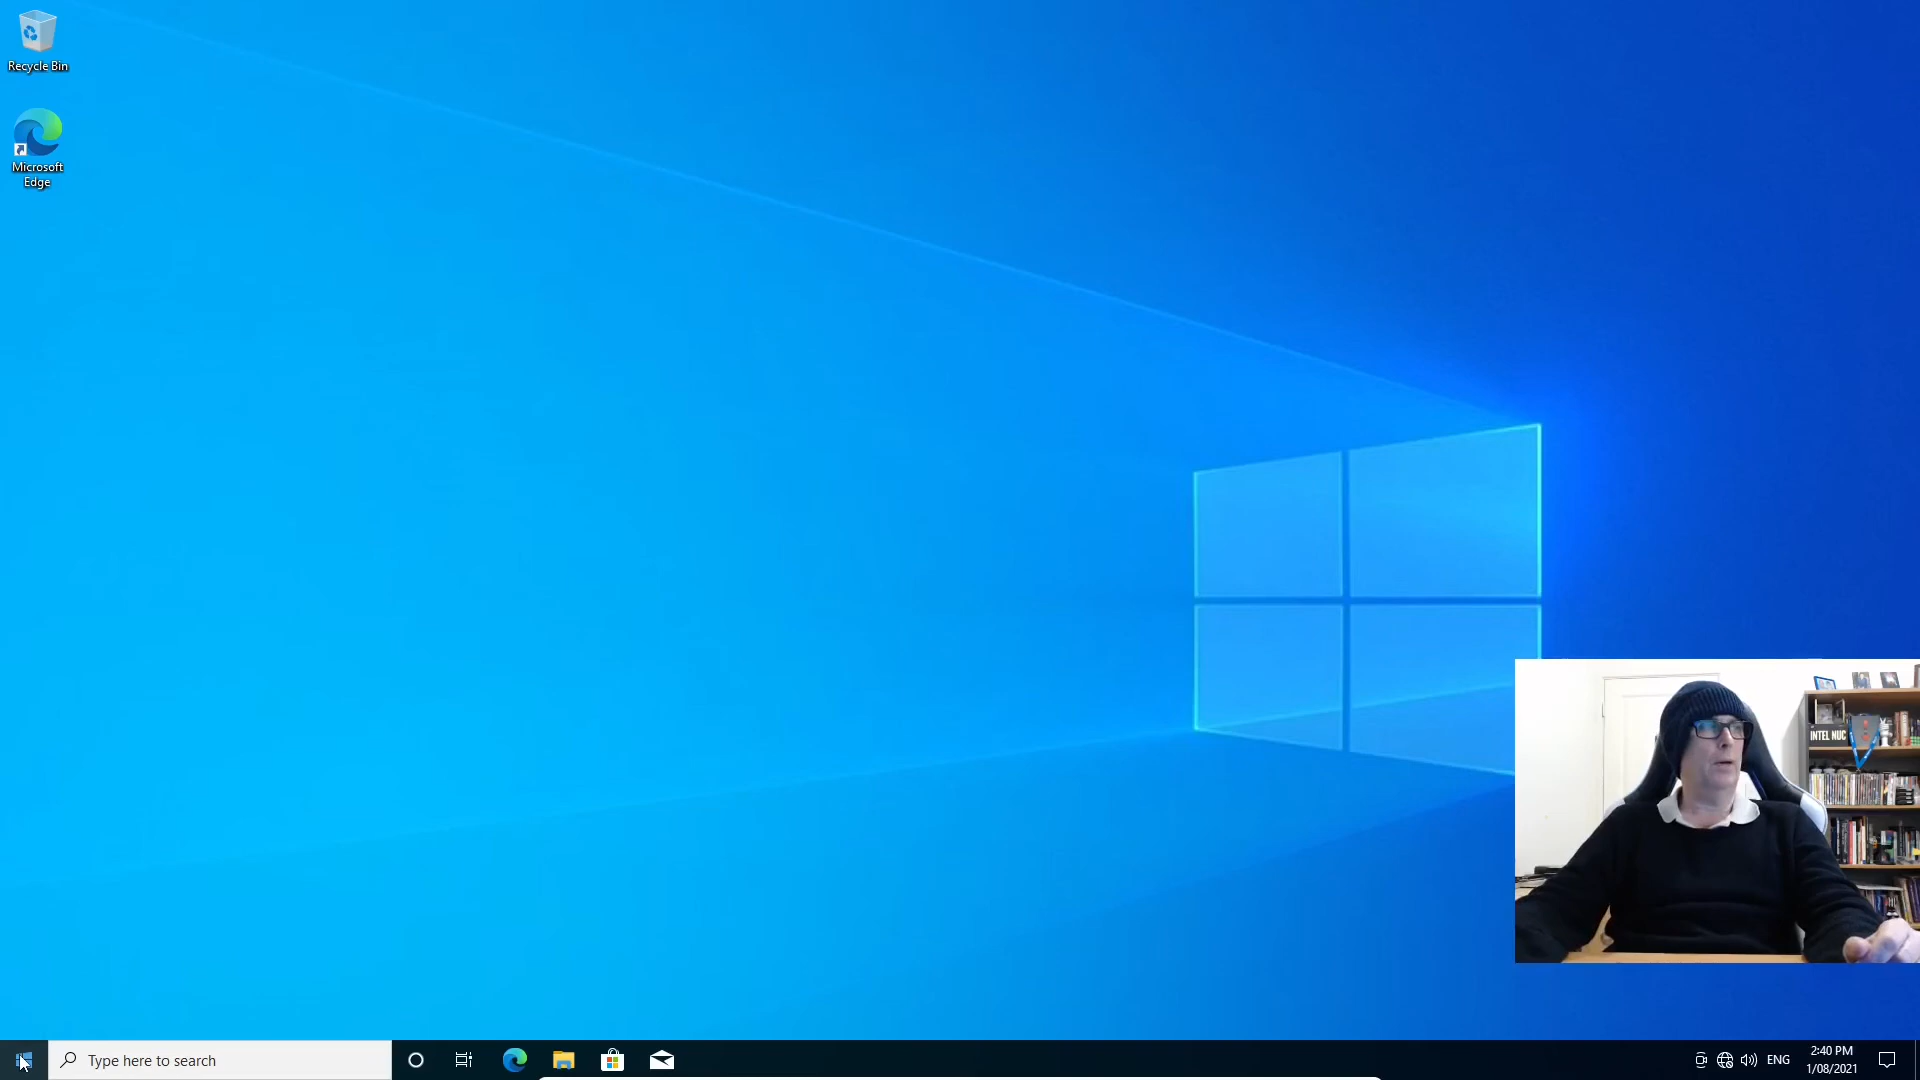 Recycle Bin
Microsoft
Edge
INTEL NUC
Type here to search
ENG
2:40 PM
1/08/2021